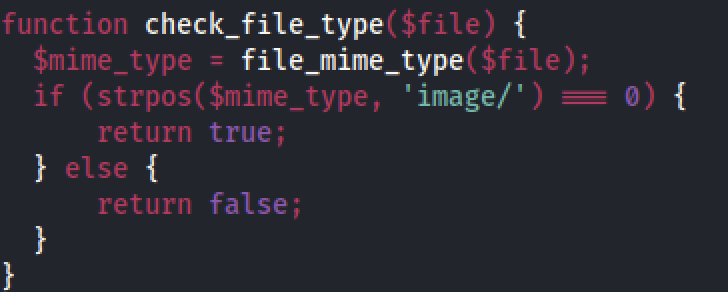 function check_file_type($file) {
  $mime_type = file_mime_type($file);
  if (strpos($mime_type, 'image/') === 0) {
      return true;
  } else {
      return false;
  }
}